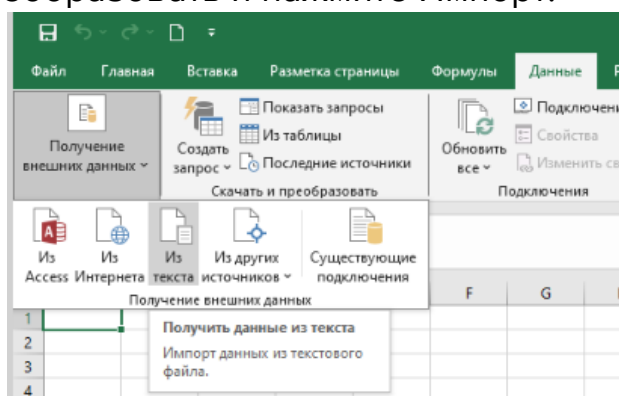 Файл Главная Вставка Разметка страницы Формулы Данные
Получение внешних данных
Создать запрос
Показать запросы
Из таблицы
Последние источники
Скачать и преобразовать
Обновить все
Свойства
Подключения
Из Access
Из Интернета
Из текста
Из других источников
Существующие подключения
Получение внешних данных
F G
Получить данные из текста
Импорт данных из текстового
файла.
1
2
3
4